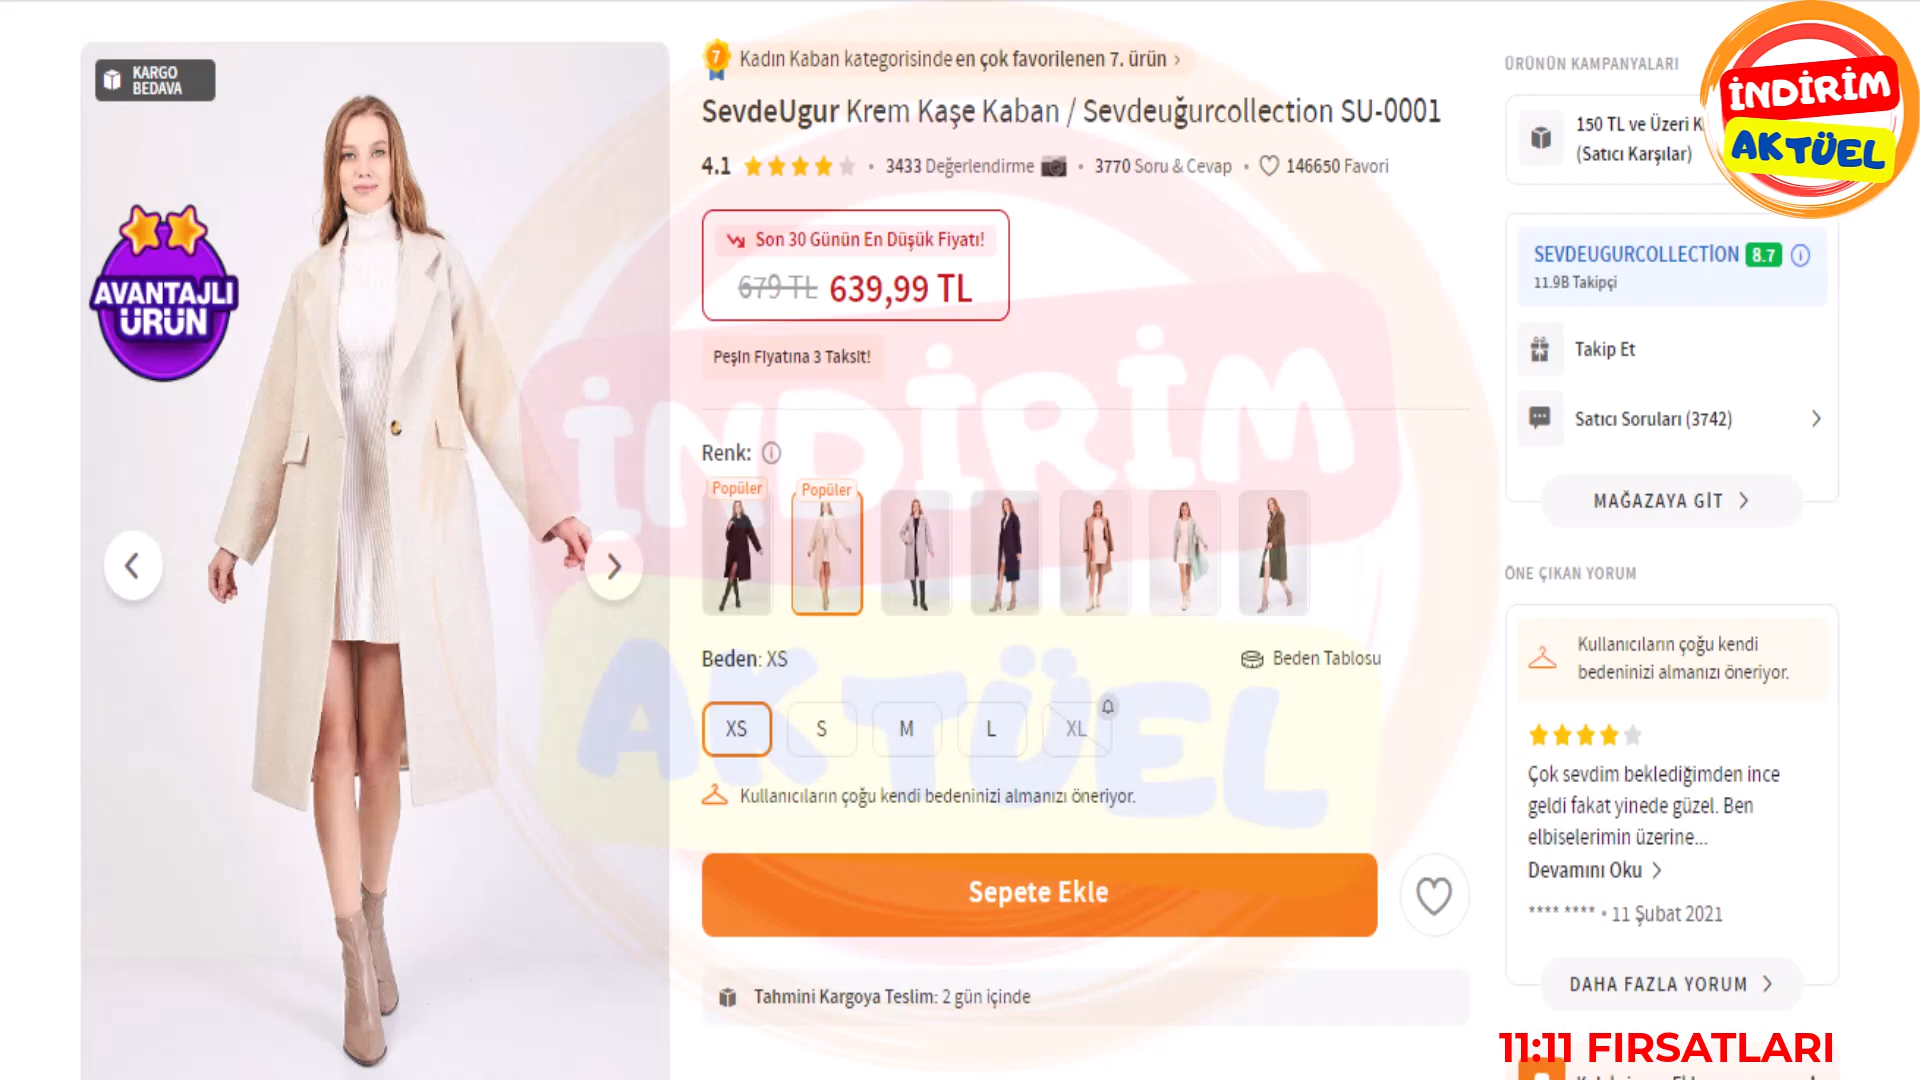 KARGO
BEDAVA
AVANTAJLI
ÜRÜN
7
Kadın Kaban kategorisinde en çok favorilenen 7. ürün
SevdeUgur Krem Kaşe Kaban / Sevdeuğurcollection SU-0001
4.1 • 3433 Değerlendirme • 3770 Soru & Cevap • 146650 Favori
Son 30 Günün En Düşük Fiyatı!
679 TL 639,99 TL
Peşin Fiyatına 3 Taksit!
Renk:
Popüler
Popüler
Beden: XS
Beden Tablosu
XS S M L XL
Kullanıcıların çoğu kendi bedeninizi almanızı öneriyor.
Sepete Ekle
Tahmini Kargoya Teslim: 2 gün içinde
İNDİRİM
AKTÜEL
ÜRÜNÜN KAMPANYALARI
150 TL ve Üzeri K
(Satıcı Karşılar)
İNDİRİM
AKTÜEL
SEVDEUGURCOLLECTİON 8.7
11.9B Takipçi
Takip Et
Satıcı Soruları (3742)
MAĞAZAYA GİT
ÖNE ÇIKAN YORUM
Kullanıcıların çoğu kendi
bedeninizi almanızı öneriyor.
Çok sevdim beklediğimden ince
geldi fakat yinede güzel. Ben
elbiselerimin üzerine...
Devamını Oku
**** **** • 11 Şubat 2021
DAHA FAZLA YORUM
11:11 FIRSATLARI